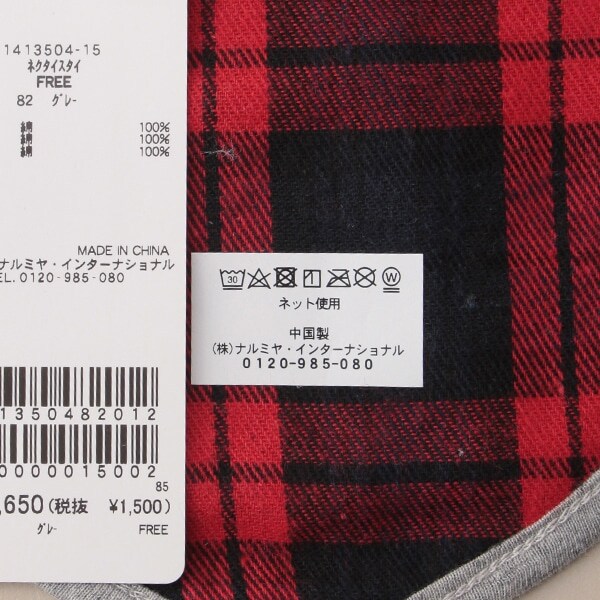 1413504-15
ネクタイスタイ
FREE
82 グレー
綿 100%
綿 100%
綿 100%
MADE IN CHINA
ナルミヤ・インターナショナル
EL. 0120-985-080
1350482012
0000015002
85
,650(税抜 ¥1,500)
グレー FREE
30 W
ネット使用
中国製
(株)ナルミヤ・インターナショナル
0120-985-080